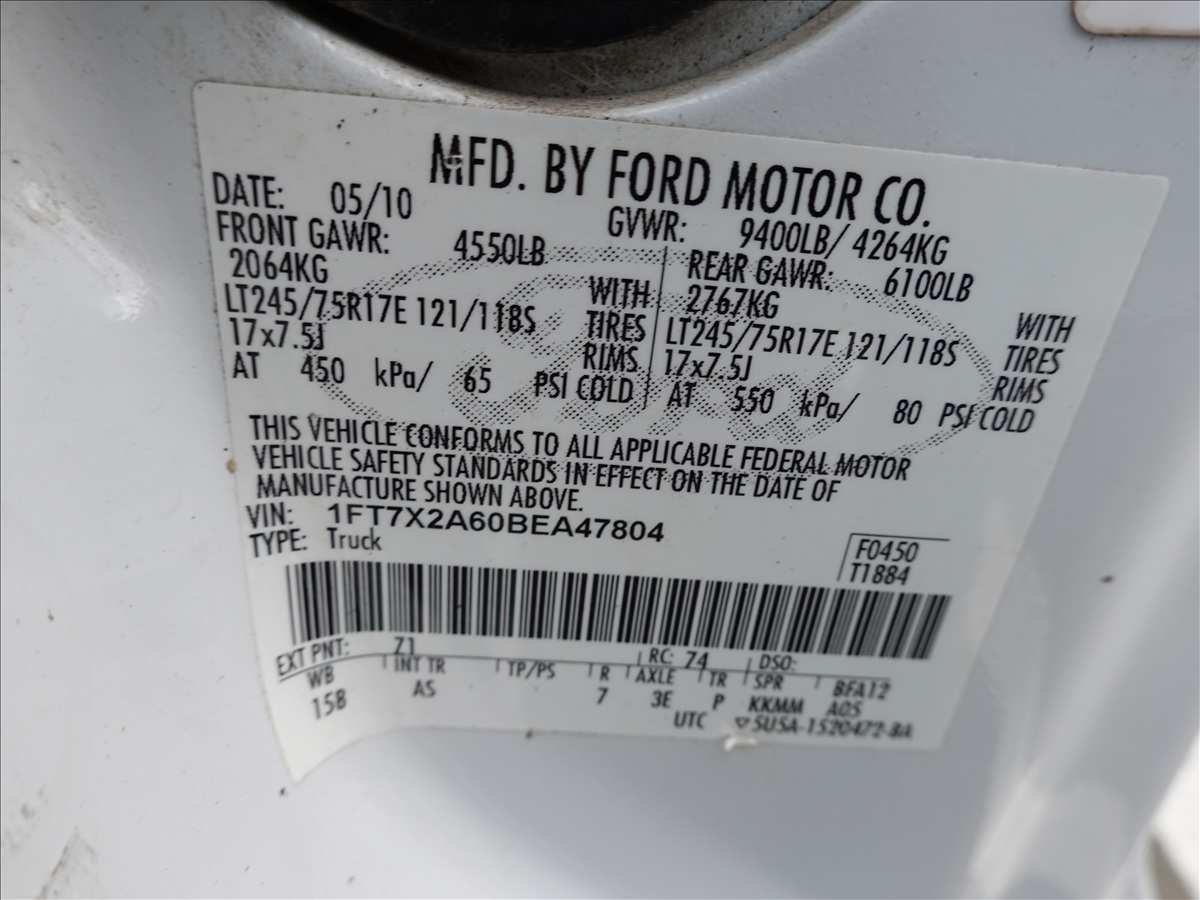 MFD. BY FORD MOTOR CO.
DATE: 05/10 GVWR: 9400LB/ 4264KG
FRONT GAWR: 4550LB REAR GAWR: 6100LB
2064KG WITH 2767KG WITH
LT245/75R17E 121/118S TIRES LT245/75R17E 121/118S TIRES
17x7.5J RIMS 17x7.5J RIMS
AT 450 kPa/ 65 PSI COLD AT 550 kPa/ 80 PSI COLD
THIS VEHICLE CONFORMS TO ALL APPLICABLE FEDERAL MOTOR
VEHICLE SAFETY STANDARDS IN EFFECT ON THE DATE OF
MANUFACTURE SHOWN ABOVE.
VIN: 1FT7X2A60BEA47804
TYPE: Truck
F0450
T1884
EXT PNT: Z1 RC: 74 DSO:
WB INT TR TP/PS R AXLE TR SPR BFA12
158 AS 7 3E P KKMM A05
UTC 5U5A-1520472-BA